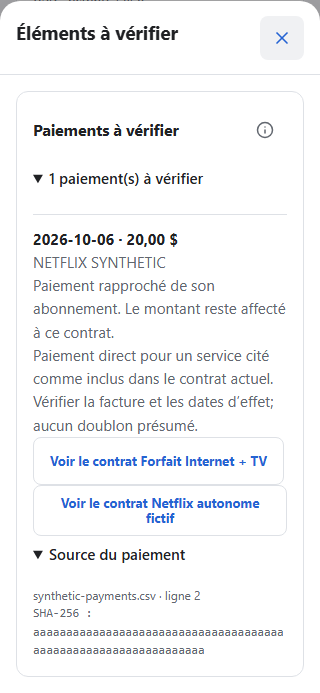 Éléments à vérifier
Paiements à vérifier
▼ 1 paiement(s) à vérifier
2026-10-06 · 20,00 $
NETFLIX SYNTHETIC
Paiement rapproché de son
abonnement. Le montant reste affecté
à ce contrat.
Paiement direct pour un service cité
comme inclus dans le contrat actuel.
Vérifier la facture et les dates d’effet;
aucun doublon présumé.
Voir le contrat Forfait Internet + TV
Voir le contrat Netflix autonome
fictif
▼ Source du paiement
synthetic-payments.csv · ligne 2
SHA-256 :
aaaaaaaaaaaaaaaaaaaaaaaaaaaaaaaaaaaaaa
aaaaaaaaaaaaaaaaaaaaaaaaaa